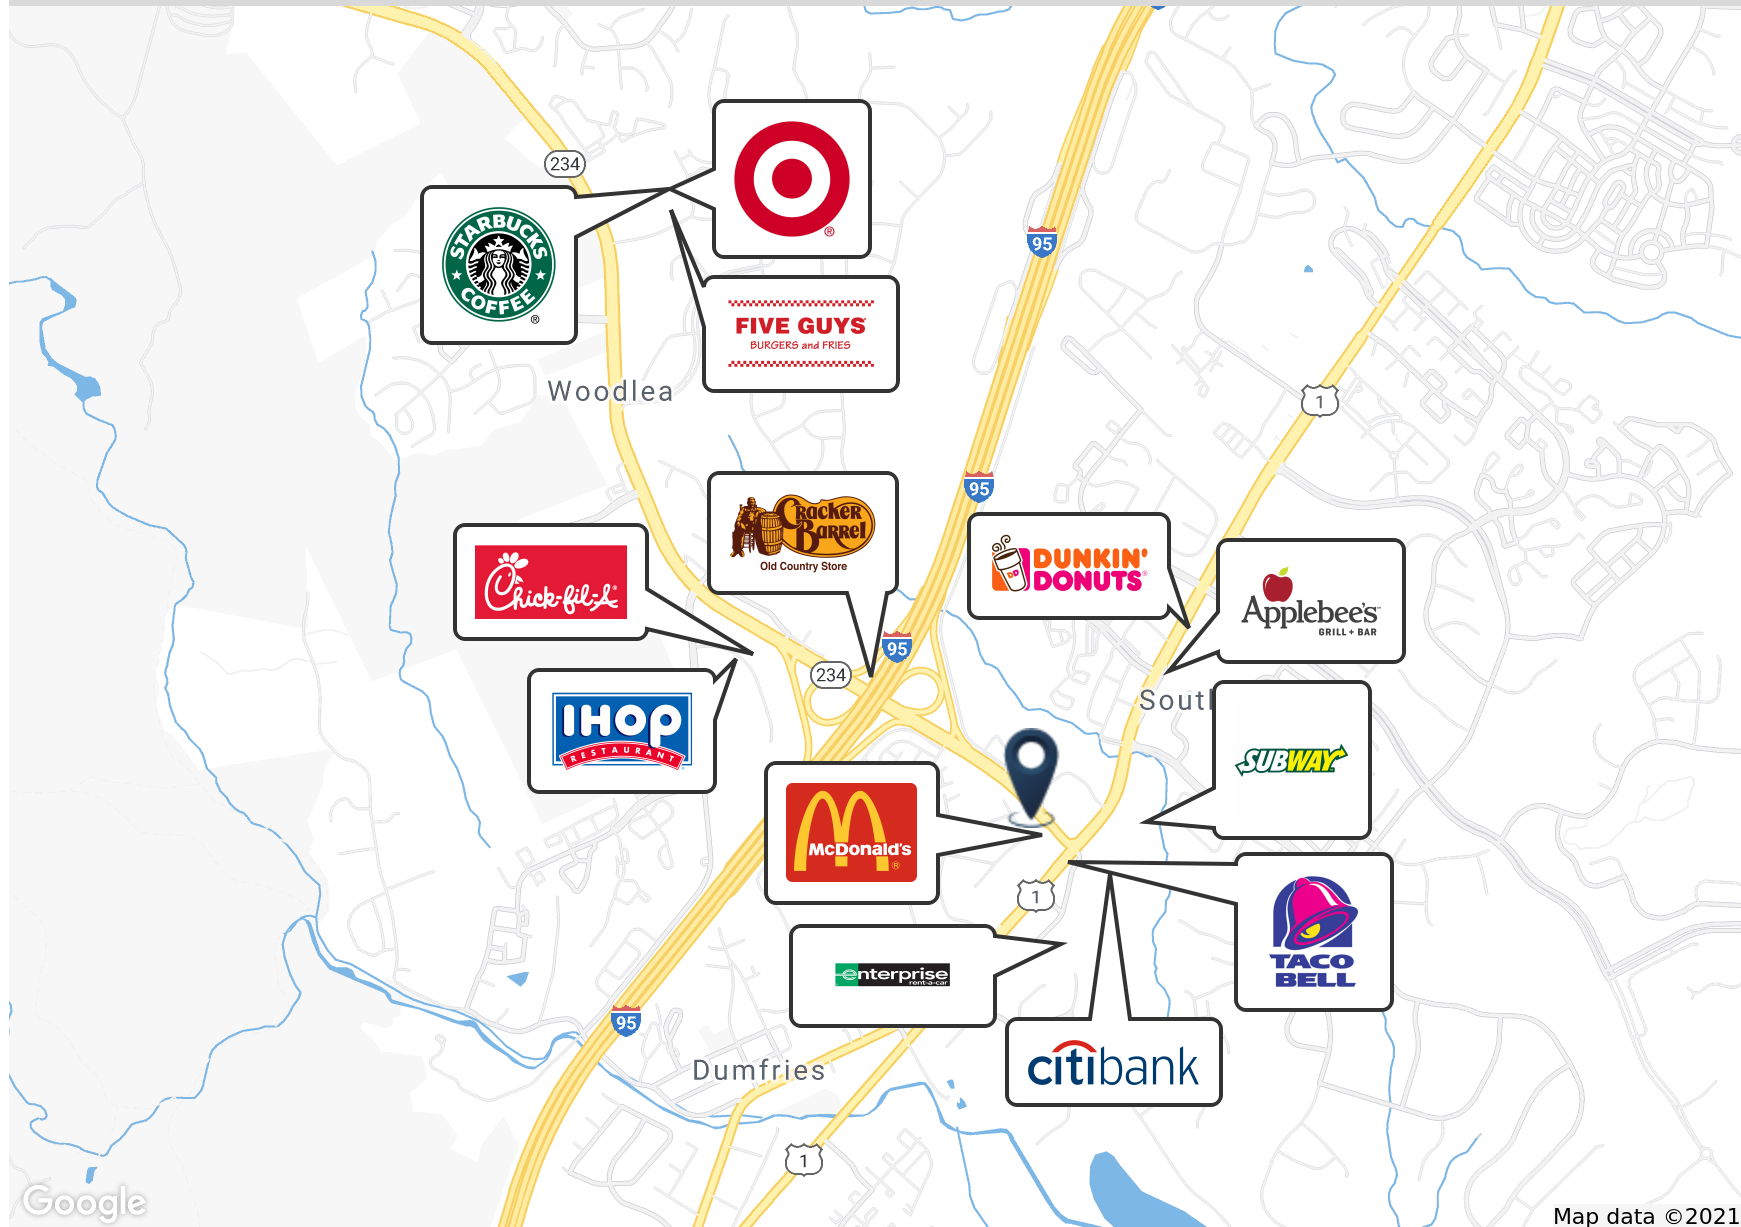 234
STARBUCKS
COFFEE
®
®
FIVE GUYS
BURGERS and FRIES
95
Woodlea
1
95
Cracker
Barrel
Old Country Store
Chick-fil-A
DUNKIN'
DONUTS
DD
Applebee's
GRILL + BAR
95
234
IHOP
RESTAURANT
SUBWAY
McDonald's
®
1
TACO
BELL
enterprise
rent-a-car
95
citibank
Dumfries
1
Google
Map data ©2021